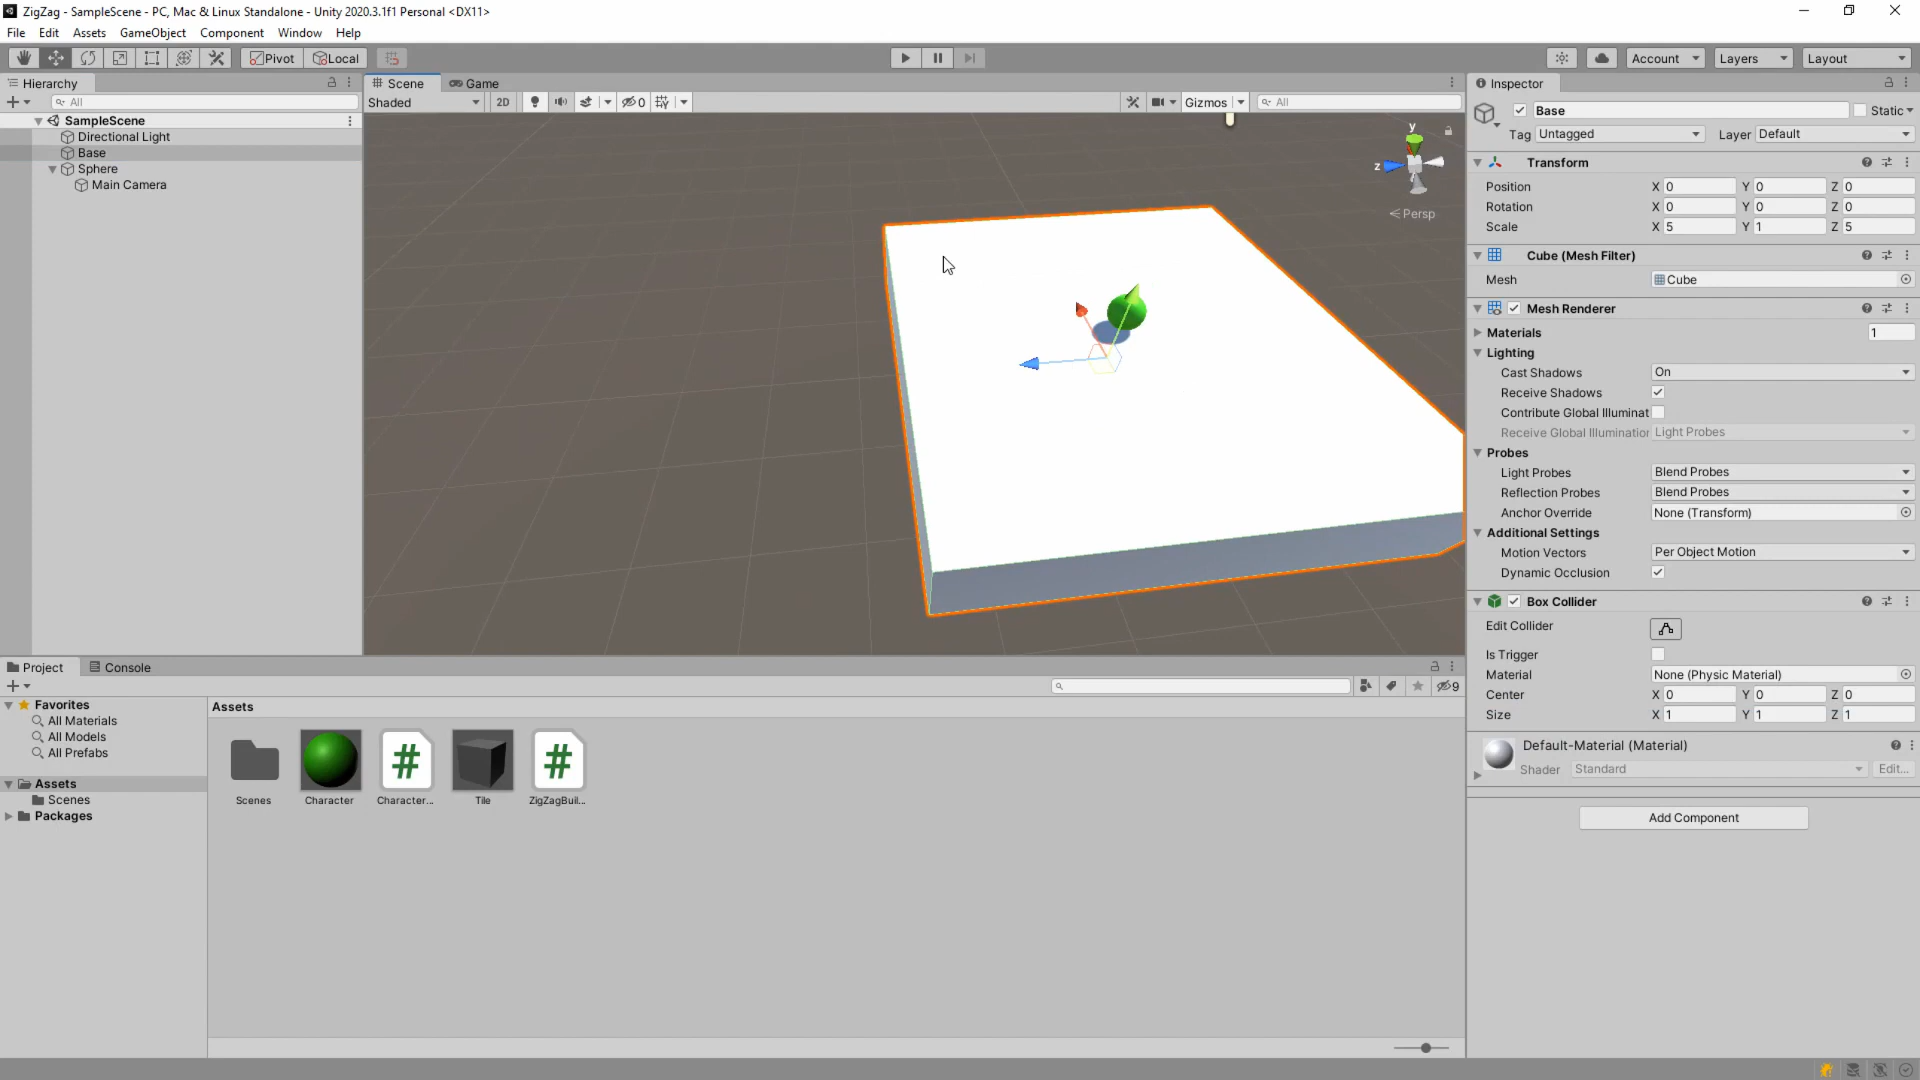 ZigZag - SampleScene - PC, Mac & Linux Standalone - Unity 2020.3.1f1 Personal <DX11>
File Edit Assets GameObject Component Window Help
Pivot Local Account Layers Layout
Hierarchy
All
SampleScene
Directional Light
Base
Sphere
Main Camera
Scene Game
Shaded 2D 0 Gizmos All
y
z
Persp
Inspector
Base Static
Tag Untagged Layer Default
Transform
Position X 0 Y 0 Z 0
Rotation X 0 Y 0 Z 0
Scale X 5 Y 1 Z 5
Cube (Mesh Filter)
Mesh Cube
Mesh Renderer
Materials 1
Lighting
Cast Shadows On
Receive Shadows
Contribute Global Illuminat
Receive Global Illumination Light Probes
Probes
Light Probes Blend Probes
Reflection Probes Blend Probes
Anchor Override None (Transform)
Additional Settings
Motion Vectors Per Object Motion
Dynamic Occlusion
Box Collider
Edit Collider
Is Trigger
Material None (Physic Material)
Center X 0 Y 0 Z 0
Size X 1 Y 1 Z 1
Default-Material (Material)
Shader Standard Edit...
Add Component
Project Console
9
Favorites
All Materials
All Models
All Prefabs
Assets
Scenes
Packages
Assets
Scenes Character Character... Tile ZigZagBuil...